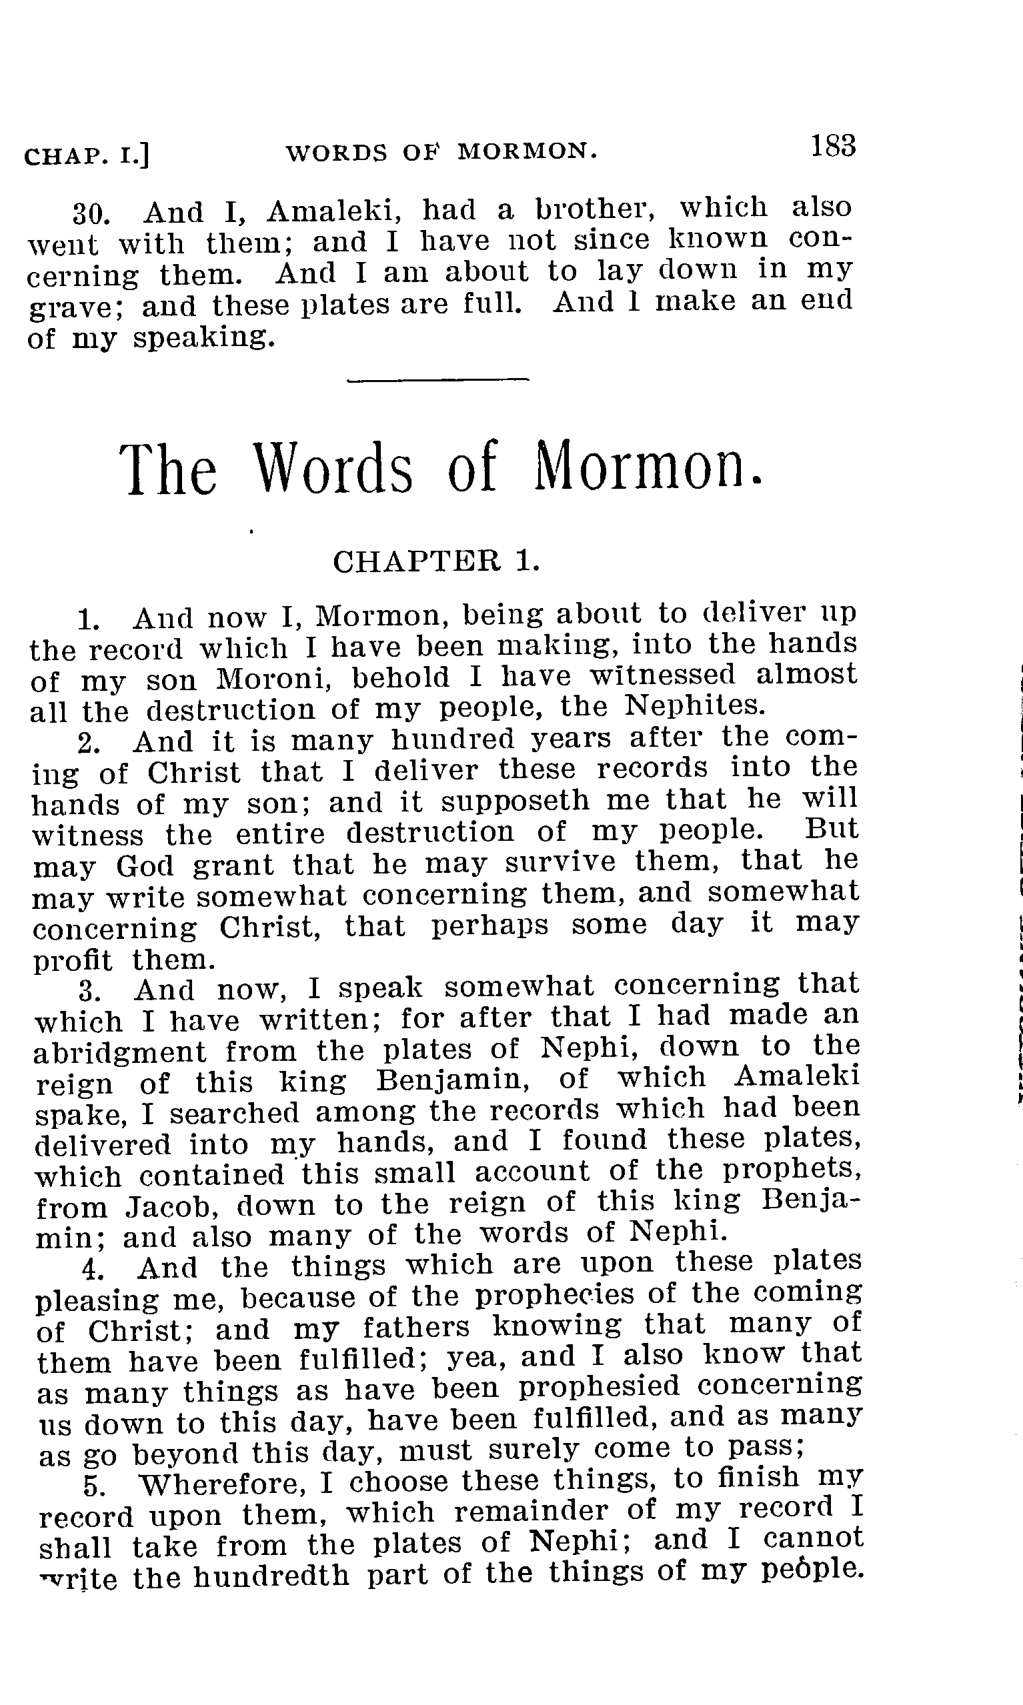 CHAP. I.] WORDS OF MORMON. 183
30. And I, Amaleki, had a brother, which also
went with them; and I have not since known con-
cerning them. And I am about to lay down in my
grave; and these plates are full. And I make an end
of my speaking.
The Words of Mormon.
CHAPTER 1.
1. And now I, Mormon, being about to deliver up
the record which I have been making, into the hands
of my son Moroni, behold I have witnessed almost
all the destruction of my people, the Nephites.
2. And it is many hundred years after the com-
ing of Christ that I deliver these records into the
hands of my son; and it supposeth me that he will
witness the entire destruction of my people. But
may God grant that he may survive them, that he
may write somewhat concerning them, and somewhat
concerning Christ, that perhaps some day it may
profit them.
3. And now, I speak somewhat concerning that
which I have written; for after that I had made an
abridgment from the plates of Nephi, down to the
reign of this king Benjamin, of which Amaleki
spake, I searched among the records which had been
delivered into my hands, and I found these plates,
which contained this small account of the prophets,
from Jacob, down to the reign of this king Benja-
min; and also many of the words of Nephi.
4. And the things which are upon these plates
pleasing me, because of the prophecies of the coming
of Christ; and my fathers knowing that many of
them have been fulfilled; yea, and I also know that
as many things as have been prophesied concerning
us down to this day, have been fulfilled, and as many
as go beyond this day, must surely come to pass;
5. Wherefore, I choose these things, to finish my
record upon them, which remainder of my record I
shall take from the plates of Nephi; and I cannot
write the hundredth part of the things of my people.